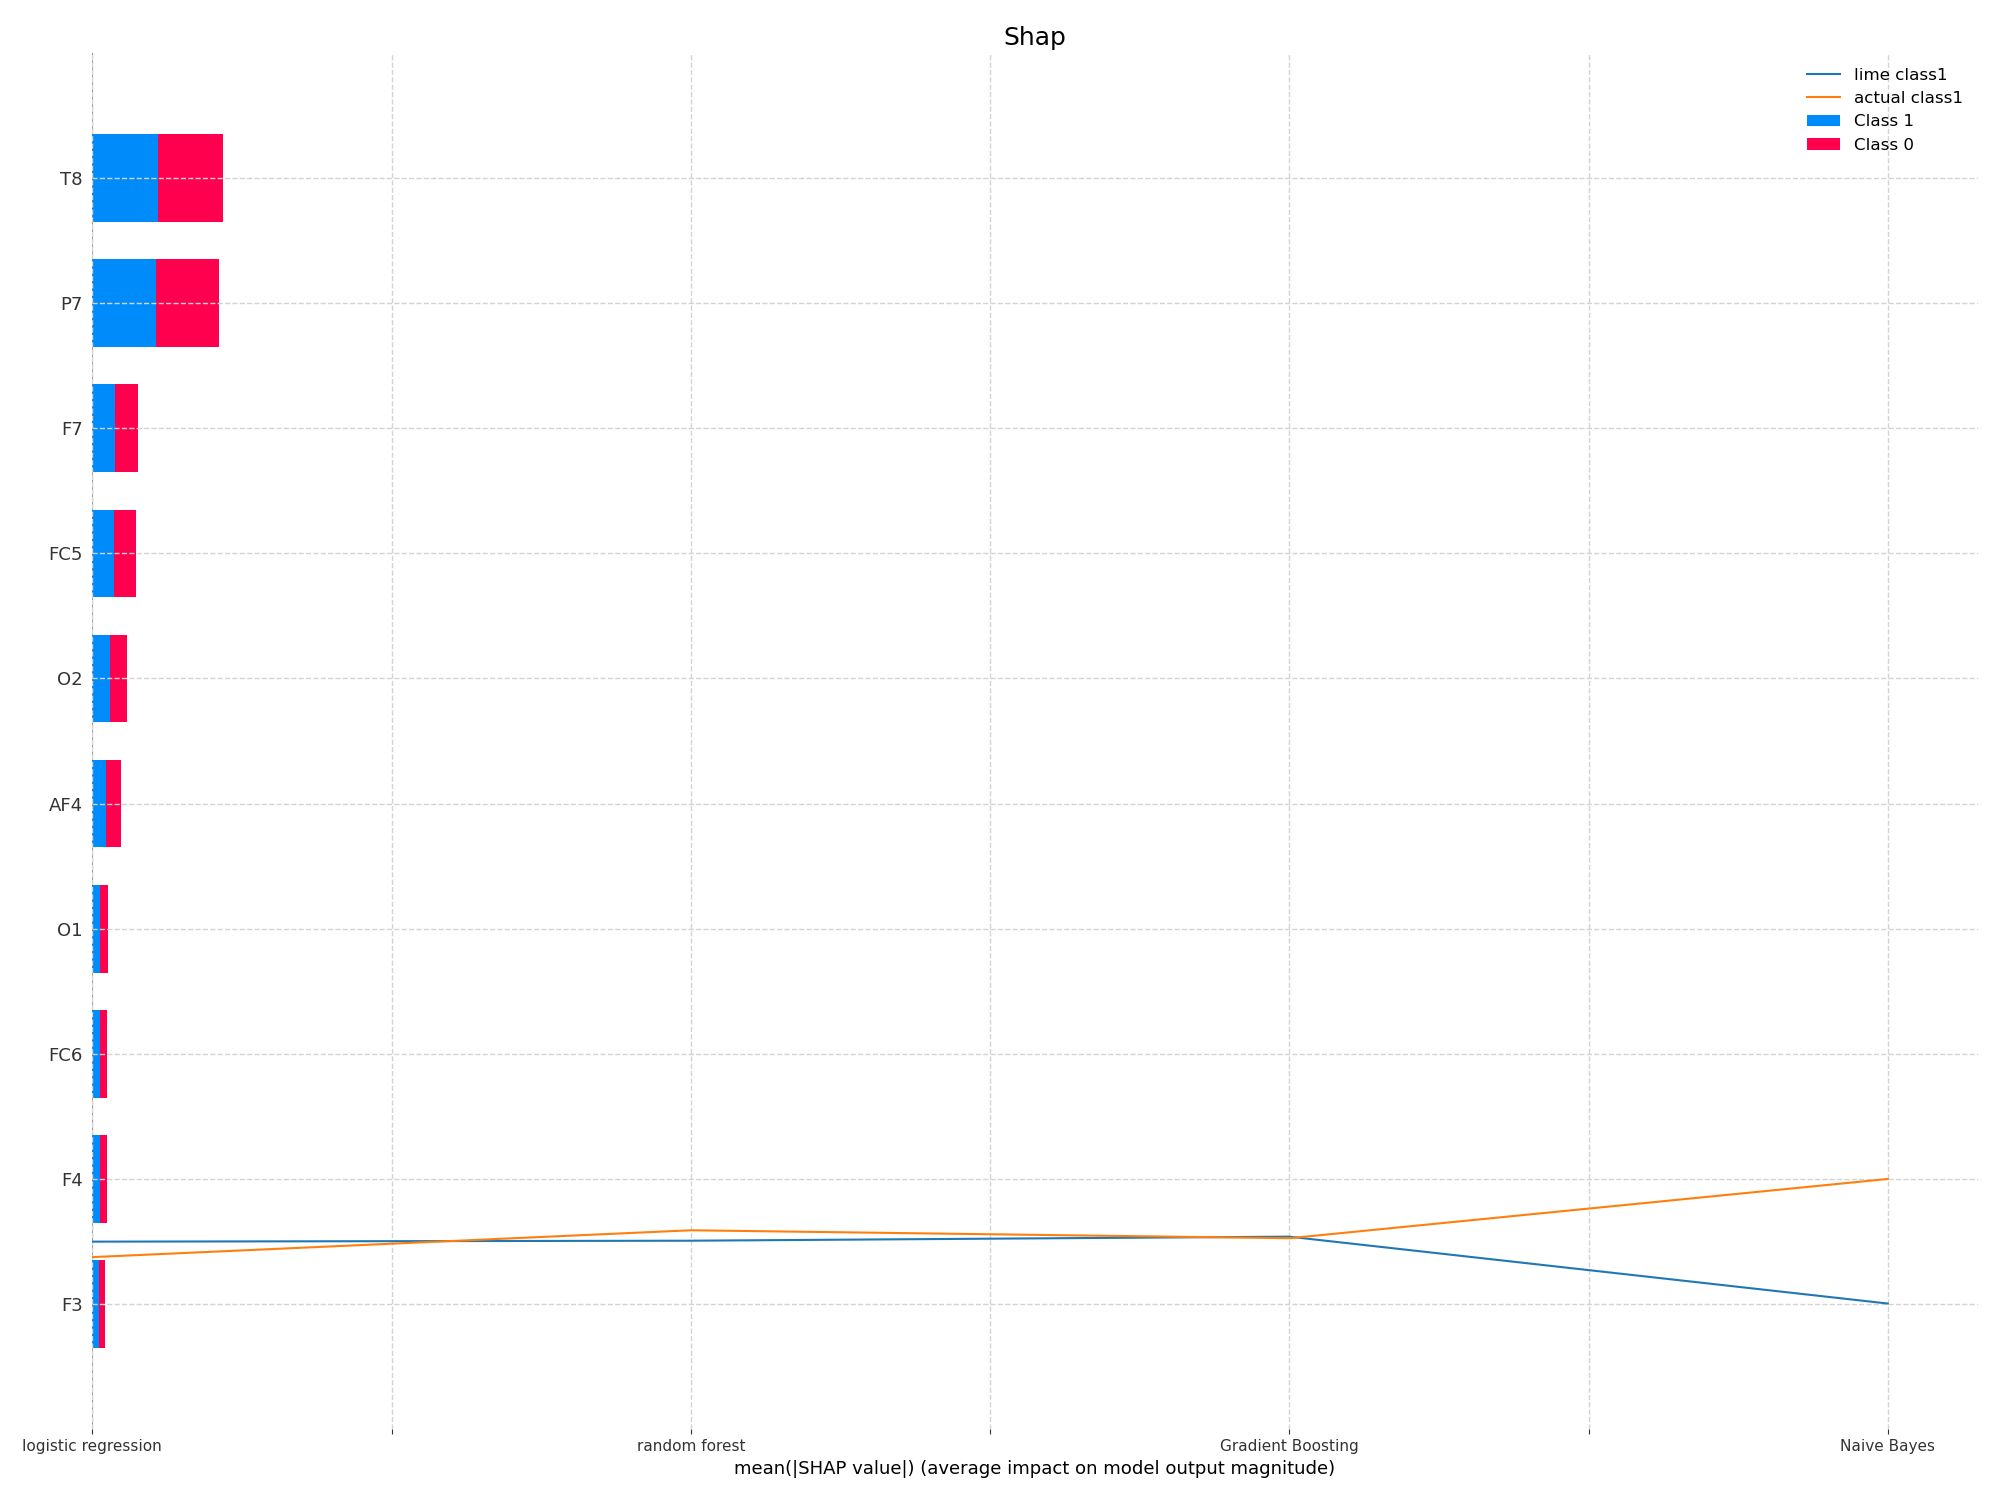 Shap
lime class1
actual class1
Class 1
Class 0
T8
P7
F7
FC5
O2
AF4
O1
FC6
F4
F3
logistic regression
random forest
Gradient Boosting
Naive Bayes
mean(|SHAP value|) (average impact on model output magnitude)